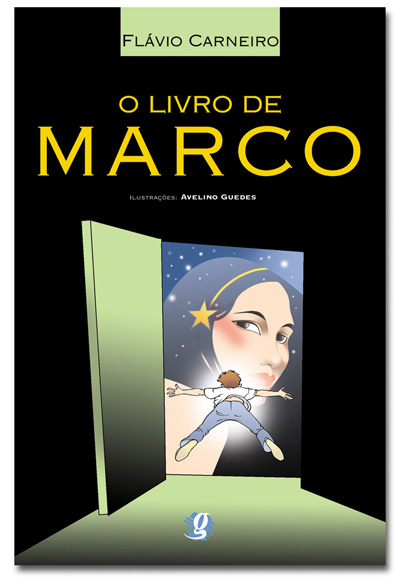 FLÁVIO CARNEIRO
O LIVRO DE
MARCO
ILUSTRAÇÕES: AVELINO GUEDES
g